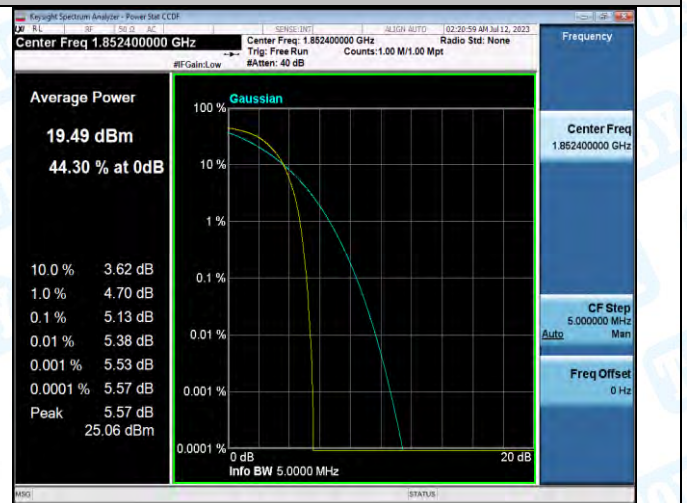 Keysight Spectrum Analyzer - Power Stat CCDF
RL RF 50 Ω AC SENSE:INT ALIGN AUTO 02:20:59 AM Jul 12, 2023
Center Freq 1.852400000 GHz
Center Freq: 1.852400000 GHz Radio Std: None
Trig: Free Run Counts:1.00 M/1.00 Mpt
#IFGain:Low #Atten: 40 dB
Frequency
Average Power
19.49 dBm
44.30 % at 0dB
10.0 % 3.62 dB
1.0 % 4.70 dB
0.1 % 5.13 dB
0.01 % 5.38 dB
0.001 % 5.53 dB
0.0001 % 5.57 dB
Peak 5.57 dB
25.06 dBm
100 % Gaussian
10 %
1 %
0.1 %
0.01 %
0.001 %
0.0001 %
0 dB 20 dB
Info BW 5.0000 MHz
Center Freq
1.852400000 GHz
CF Step
5.000000 MHz
Auto Man
Freq Offset
0 Hz
MSG STATUS